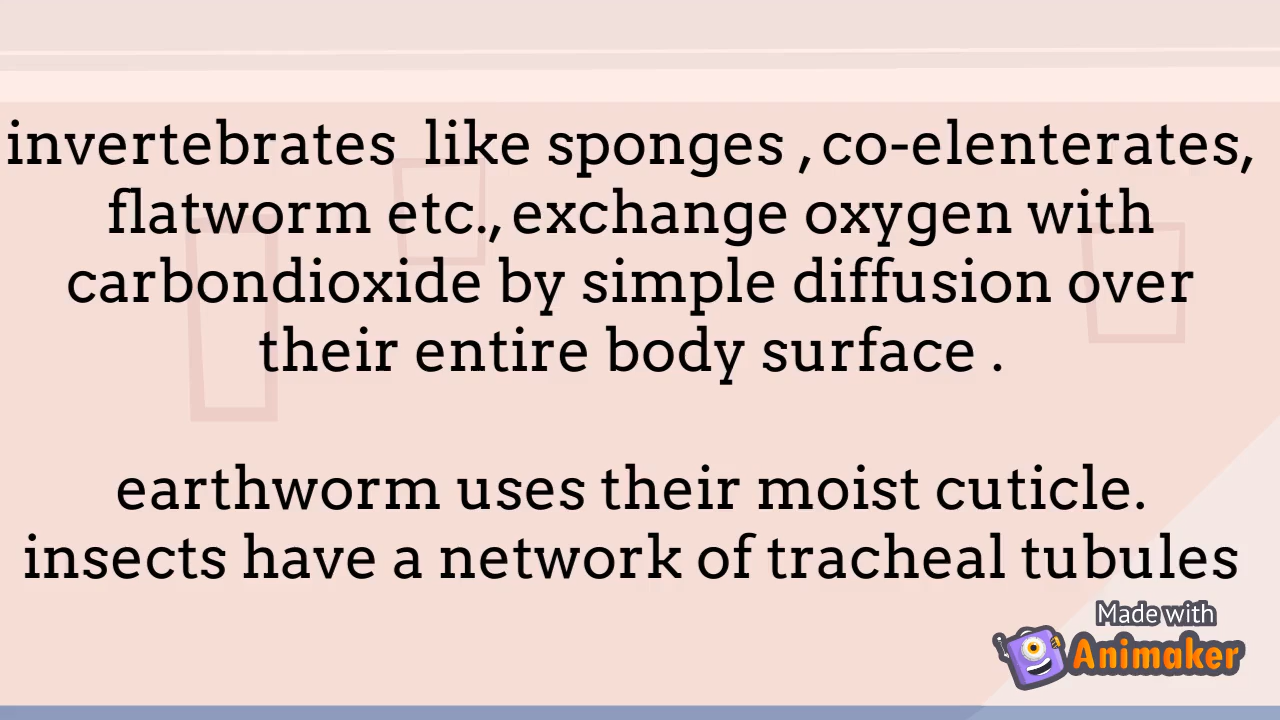 invertebrates like sponges , co-elenterates,
flatworm etc., exchange oxygen with
carbondioxide by simple diffusion over
their entire body surface .
earthworm uses their moist cuticle.
insects have a network of tracheal tubules
Made with
Animaker